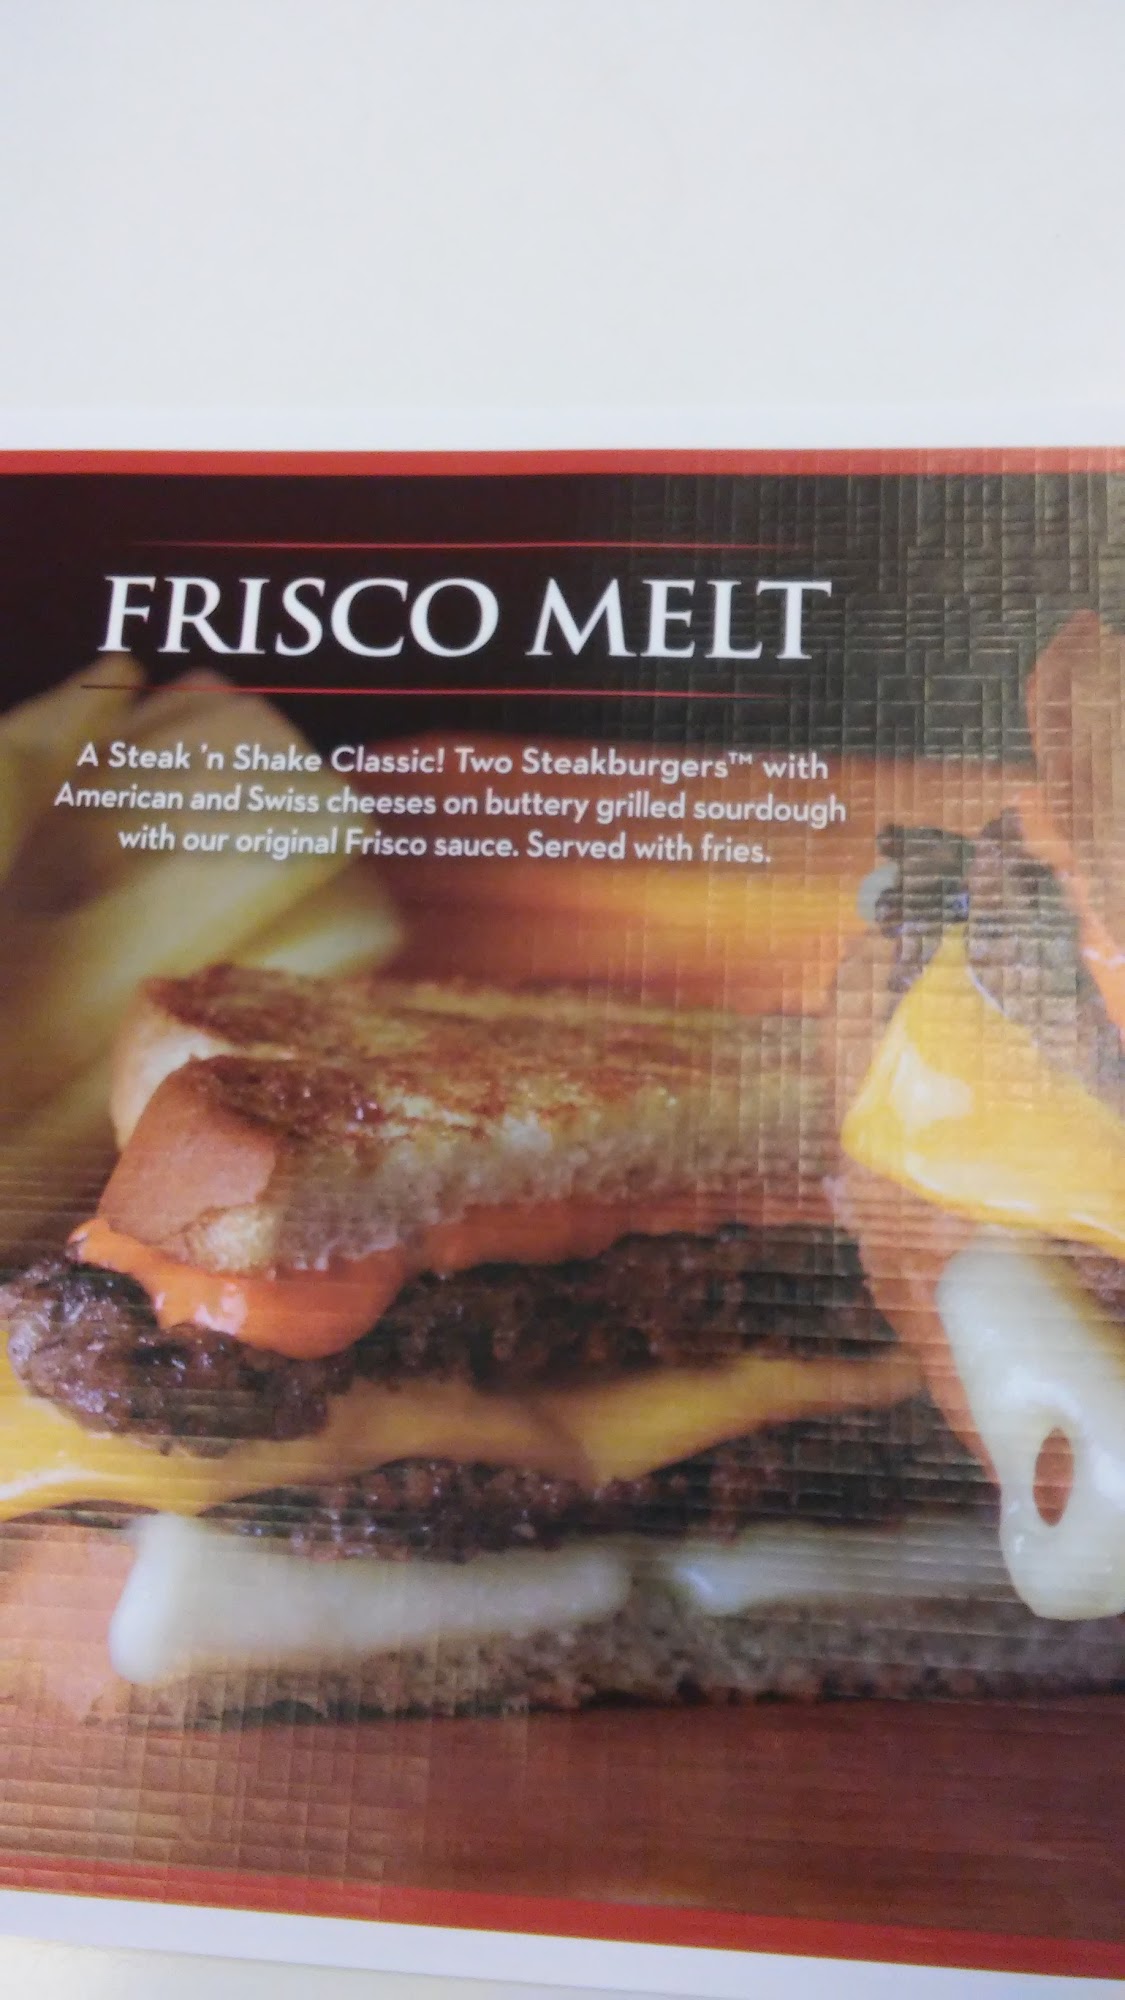 FRISCO MELT
A Steak 'n Shake Classic! Two Steakburgers™ with
American and Swiss cheeses on buttery grilled sourdough
with our original Frisco sauce. Served with fries.